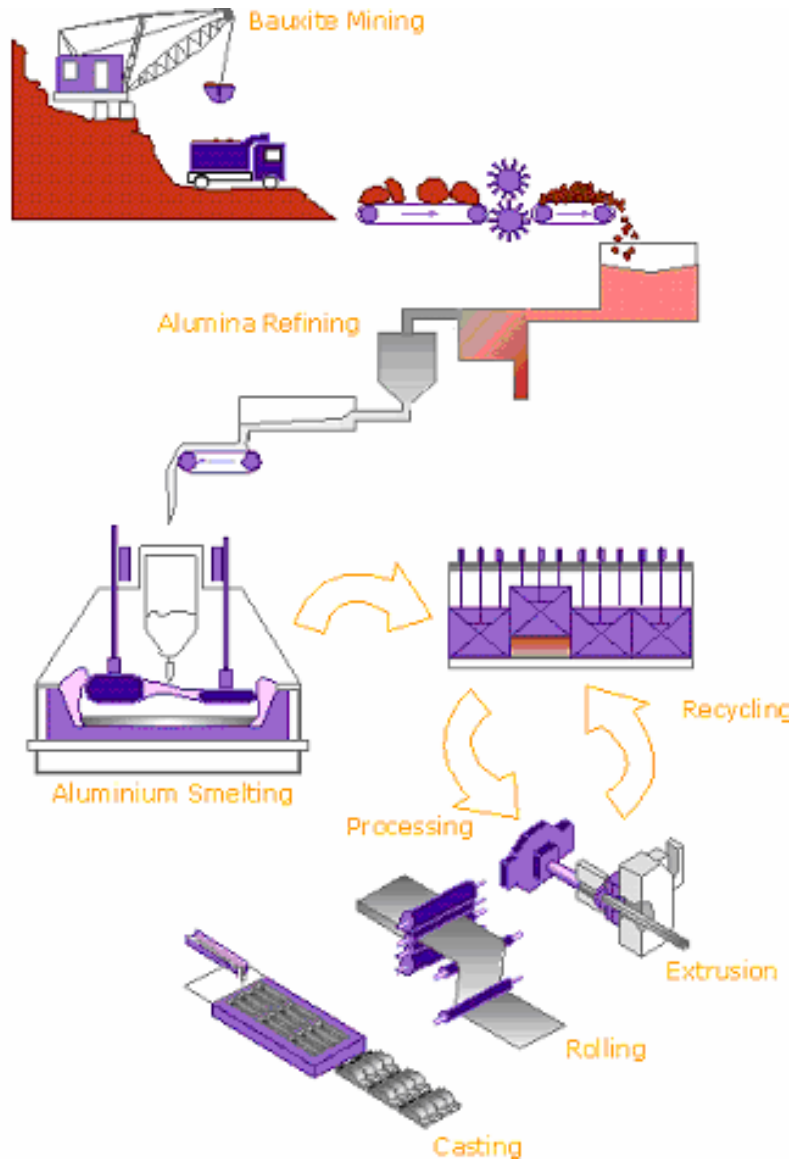 Bauxite Mining
Alumina Refining
Aluminium Smelting
Recycling
Processing
Extrusion
Rolling
Casting